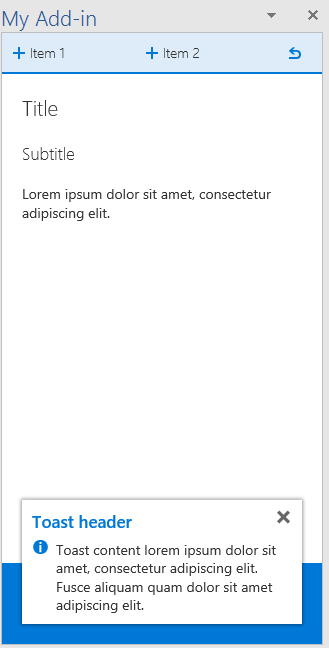 My Add-in
Item 1 Item 2
Title
Subtitle
Lorem ipsum dolor sit amet, consectetur
adipiscing elit.
Toast header
Toast content lorem ipsum dolor sit
amet, consectetur adipiscing elit.
Fusce aliquam quam dolor sit amet
adipiscing elit.